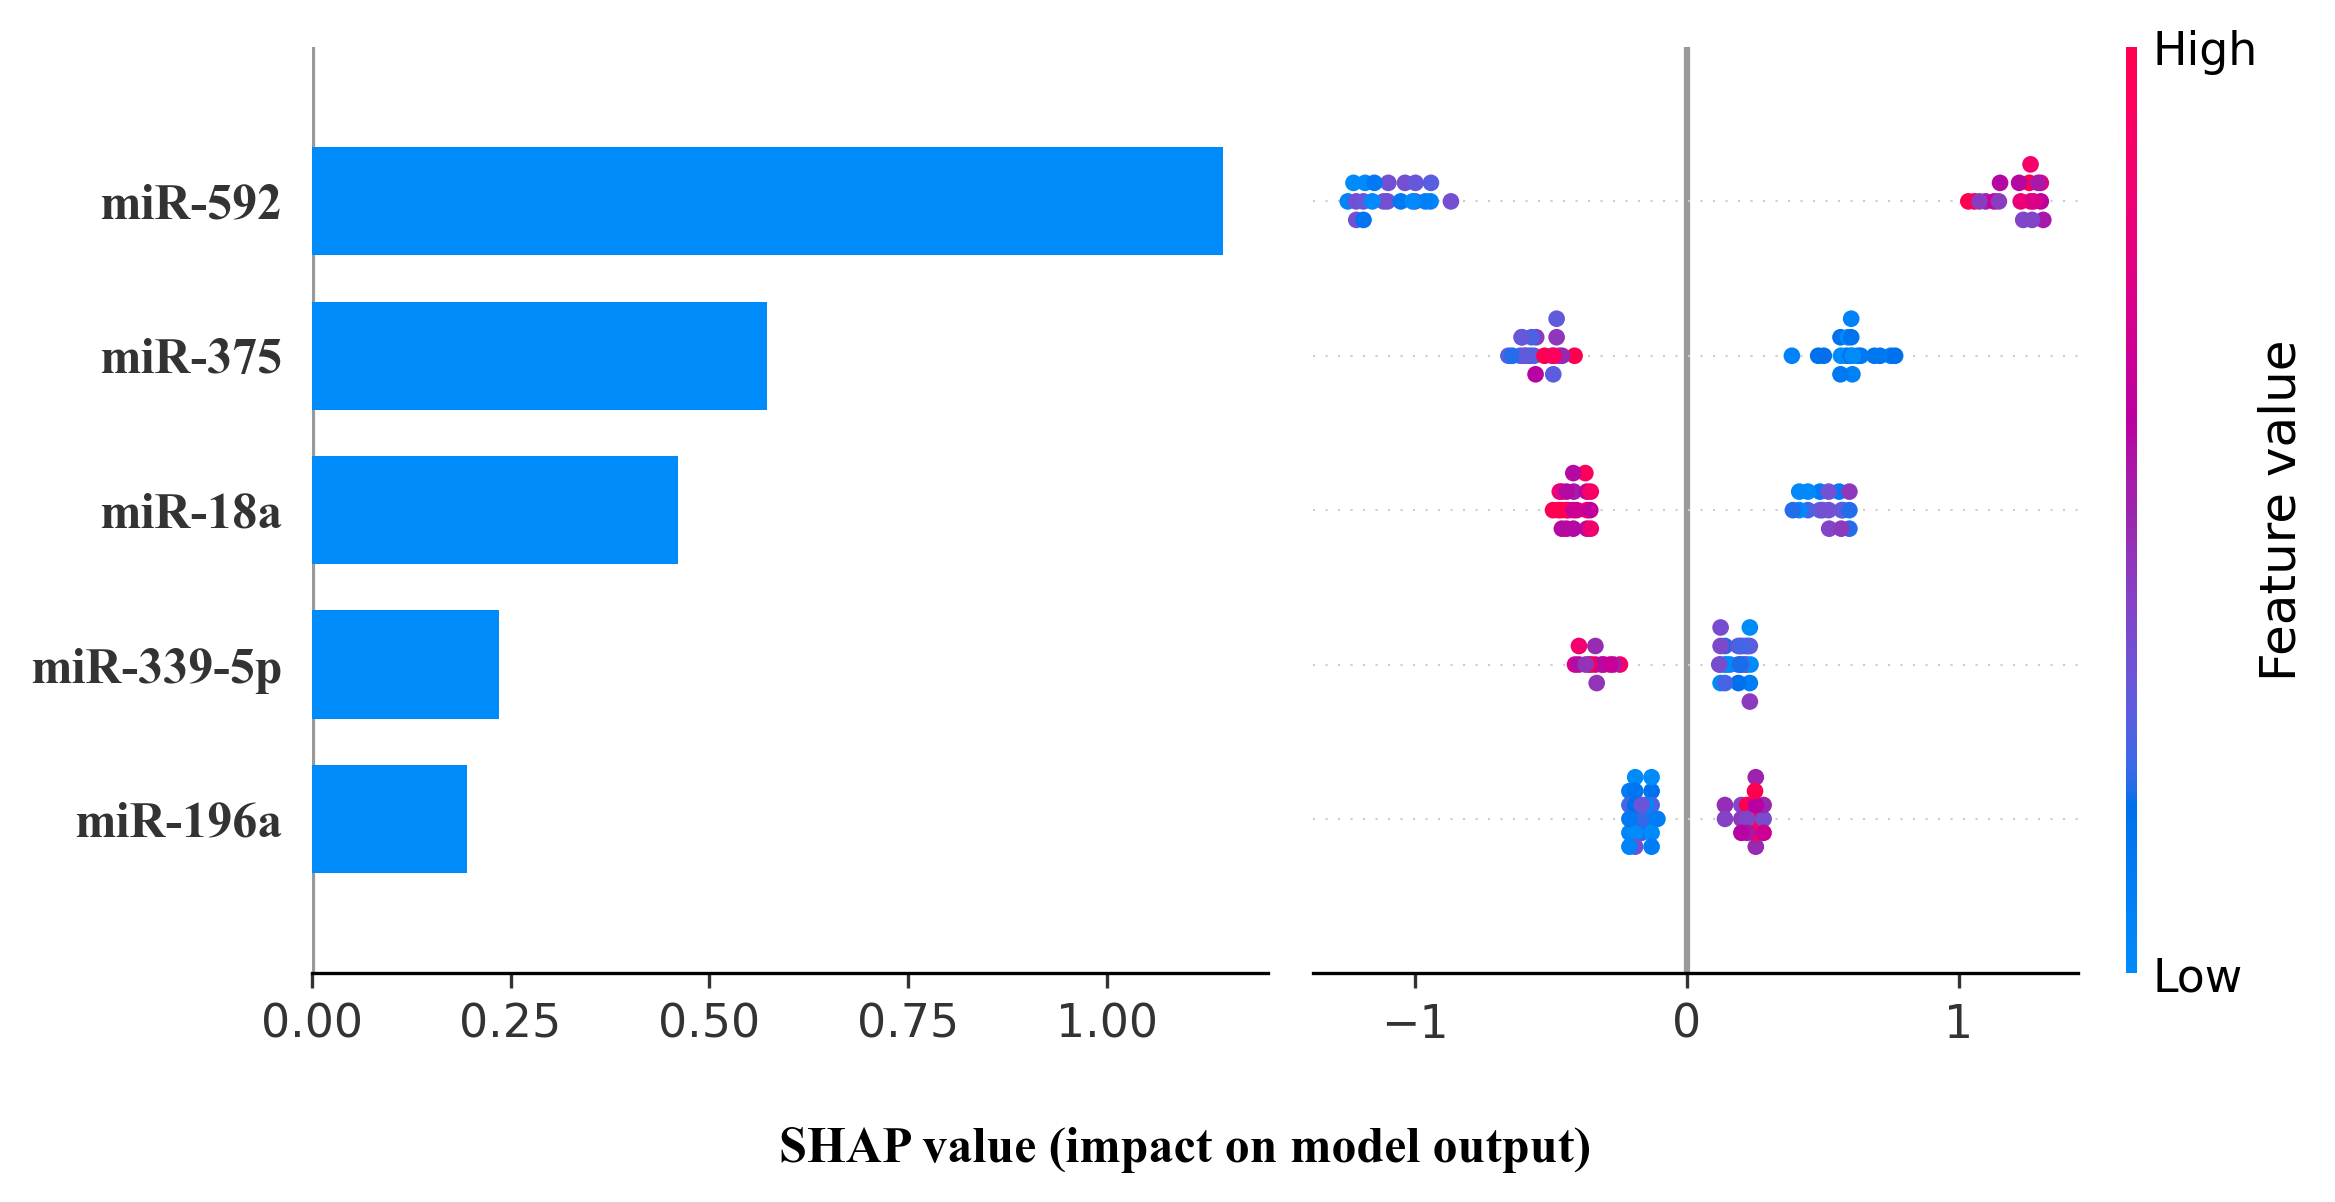 High
miR-592
miR-375
miR-18a
miR-339-5p
miR-196a
Feature value
Low
0.00 0.25 0.50 0.75 1.00 −1 0 1
SHAP value (impact on model output)